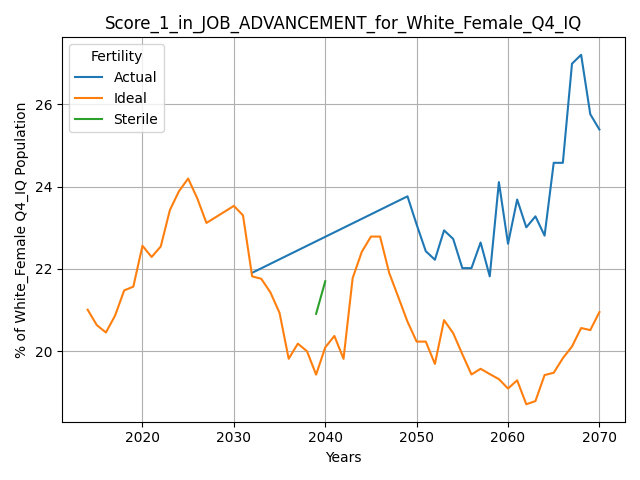 Score_1_in_JOB_ADVANCEMENT_for_White_Female_Q4_IQ
Fertility
Actual
Ideal
Sterile
% of White_Female Q4_IQ Population
26
24
22
20
2020 2030 2040 2050 2060 2070
Years